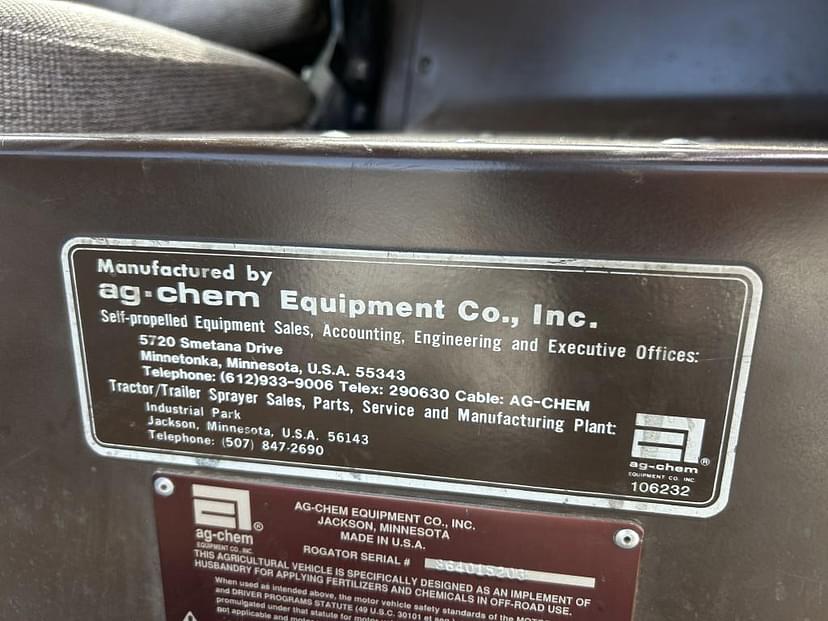 Manufactured by
ag-chem Equipment Co., Inc.
Self-propelled Equipment Sales, Accounting, Engineering and Executive Offices:
5720 Smetana Drive
Minnetonka, Minnesota, U.S.A. 55343
Telephone: (612)933-9006 Telex: 290630 Cable: AG-CHEM
Tractor/Trailer Sprayer Sales, Parts, Service and Manufacturing Plant:
Industrial Park
Jackson, Minnesota, U.S.A. 56143
Telephone: (507) 847-2690
ag-chem®
EQUIPMENT CO. INC.
106232
ag-chem®
EQUIPMENT CO., INC.
AG-CHEM EQUIPMENT CO., INC.
JACKSON, MINNESOTA
MADE IN U.S.A.
ROGATOR SERIAL #
THIS AGRICULTURAL VEHICLE IS SPECIFICALLY DESIGNED AS AN IMPLEMENT OF
HUSBANDRY FOR APPLYING FERTILIZERS AND CHEMICALS IN OFF-ROAD USE.
When used as intended above, the motor vehicle safety standards of the
and DRIVER PROGRAMS STATUTE (49 U.S.C. 30101 et
promulgated under that statute for motor
not applicable and